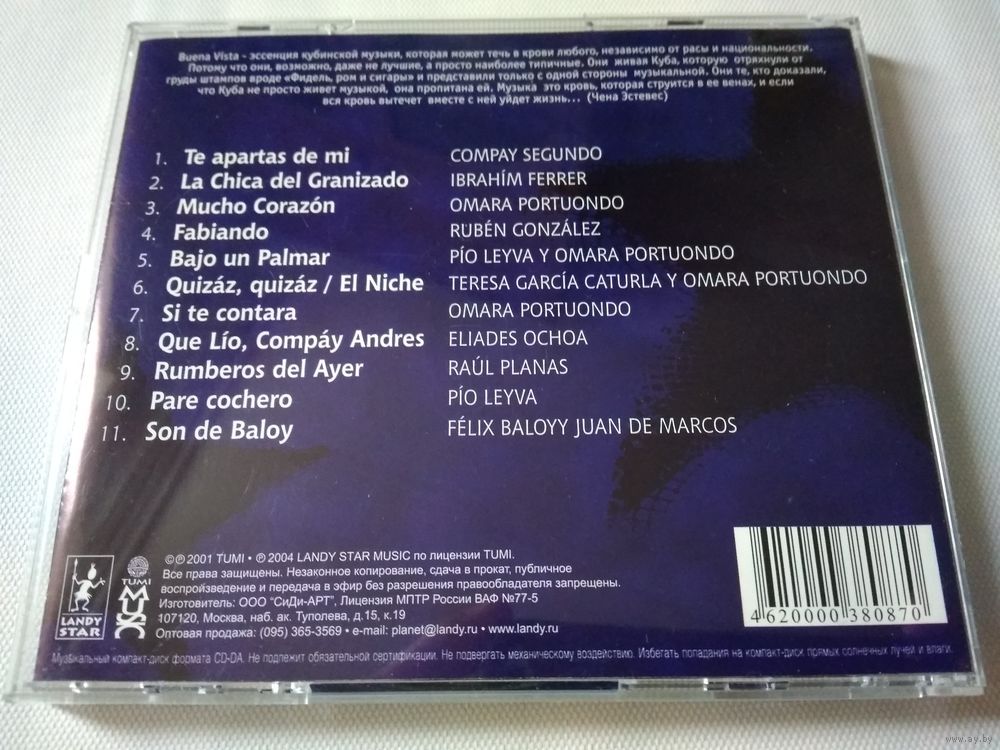 Buena Vista - эссенция кубинской музыки, которая может течь в крови любого, независимо от расы и национальности.
Потому что они, возможно, даже не лучшие, а просто наиболее типичные. Они живая Куба, которую отряхнули от
груды штампов вроде «Фидель, ром и сигары» и представили только с одной стороны музыкальной. Они те, кто доказали,
что Куба не просто живет музыкой, она пропитана ей. Музыка это кровь, которая струится в ее венах, и если
вся кровь вытечет вместе с ней уйдет жизнь... (Чена Эстевес)
1. Te apartas de mi COMPAY SEGUNDO
2. La Chica del Granizado IBRAHÍM FERRER
3. Mucho Corazón OMARA PORTUONDO
4. Fabiando RUBÉN GONZÁLEZ
5. Bajo un Palmar PÍO LEYVA Y OMARA PORTUONDO
6. Quizáz, quizáz / El Niche TERESA GARCÍA CATURLA Y OMARA PORTUONDO
7. Si te contara OMARA PORTUONDO
8. Que Lío, Compáy Andres ELIADES OCHOA
9. Rumberos del Ayer RAÚL PLANAS
10. Pare cochero PÍO LEYVA
11. Son de Baloy FÉLIX BALOYY JUAN DE MARCOS
LANDY
STAR
TUMI
MUSIC
©℗ 2001 TUMI • ℗ 2004 LANDY STAR MUSIC по лицензии TUMI.
Все права защищены. Незаконное копирование, сдача в прокат, публичное
воспроизведение и передача в эфир без разрешения правообладателя запрещены.
Изготовитель: ООО "СиДи-АРТ", Лицензия МПТР России ВАФ №77-5
107120, Москва, наб. ак. Туполева, д.15, к.19
Оптовая продажа: (095) 365-3569 • e-mail: planet@landy.ru • www.landy.ru
4 620000 380870
Музыкальный компакт-диск формата CD-DA. Не подлежит обязательной сертификации. Не подвергать механическому воздействию. Избегать попадания на компакт-диск прямых солнечных лучей и влаги.
www.ay.by